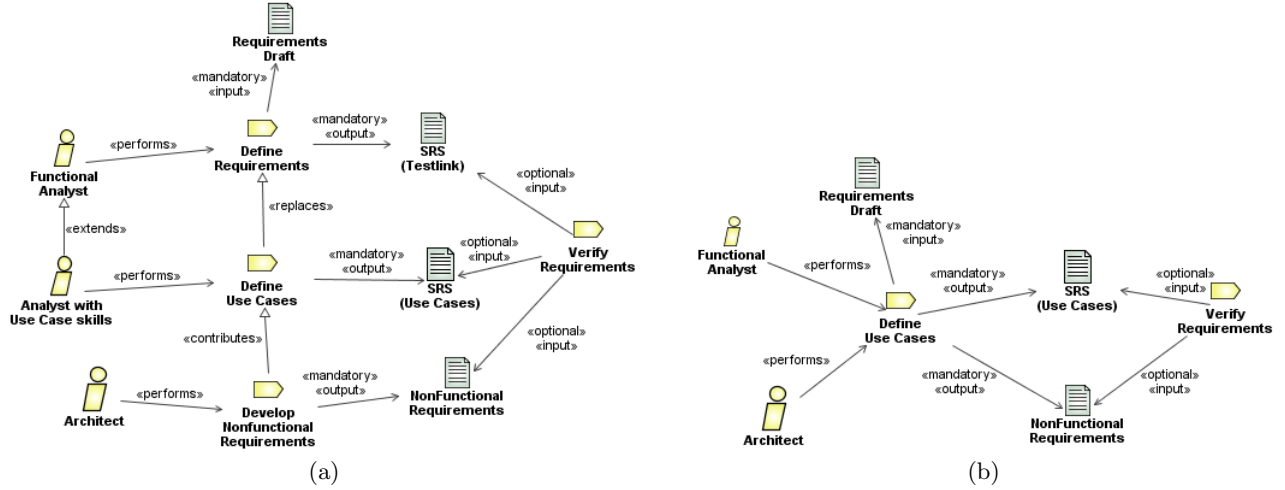 Requirements
Draft
«mandatory»
«input»
«performs»
Define
Requirements
«mandatory»
«output»
SRS
(Testlink)
Functional
Analyst
«optional»
«input»
«replaces»
«extends»
«performs»
Define
Use Cases
«mandatory»
«output»
SRS
(Use Cases)
«optional»
«input»
Verify
Requirements
Analyst with
Use Case skills
«contributes»
«optional»
«input»
Architect
«performs»
Develop
Nonfunctional
Requirements
«mandatory»
«output»
NonFunctional
Requirements
(a)
Requirements
Draft
«mandatory»
«input»
Functional
Analyst
«performs»
Define
Use Cases
«mandatory»
«output»
SRS
(Use Cases)
«optional»
«input»
Verify
Requirements
«performs»
Architect
«mandatory»
«output»
«optional»
«input»
NonFunctional
Requirements
(b)